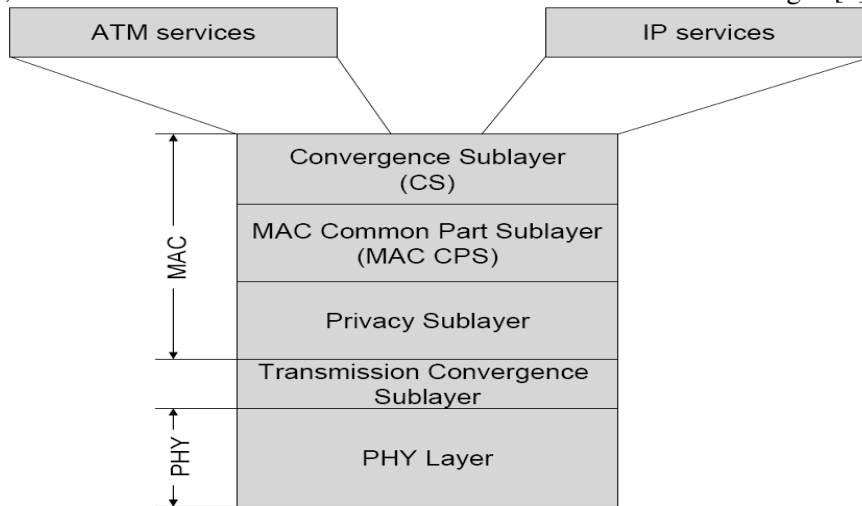 ATM services
IP services
Convergence Sublayer
(CS)
MAC Common Part Sublayer
(MAC CPS)
Privacy Sublayer
Transmission Convergence
Sublayer
PHY Layer
MAC
PHY